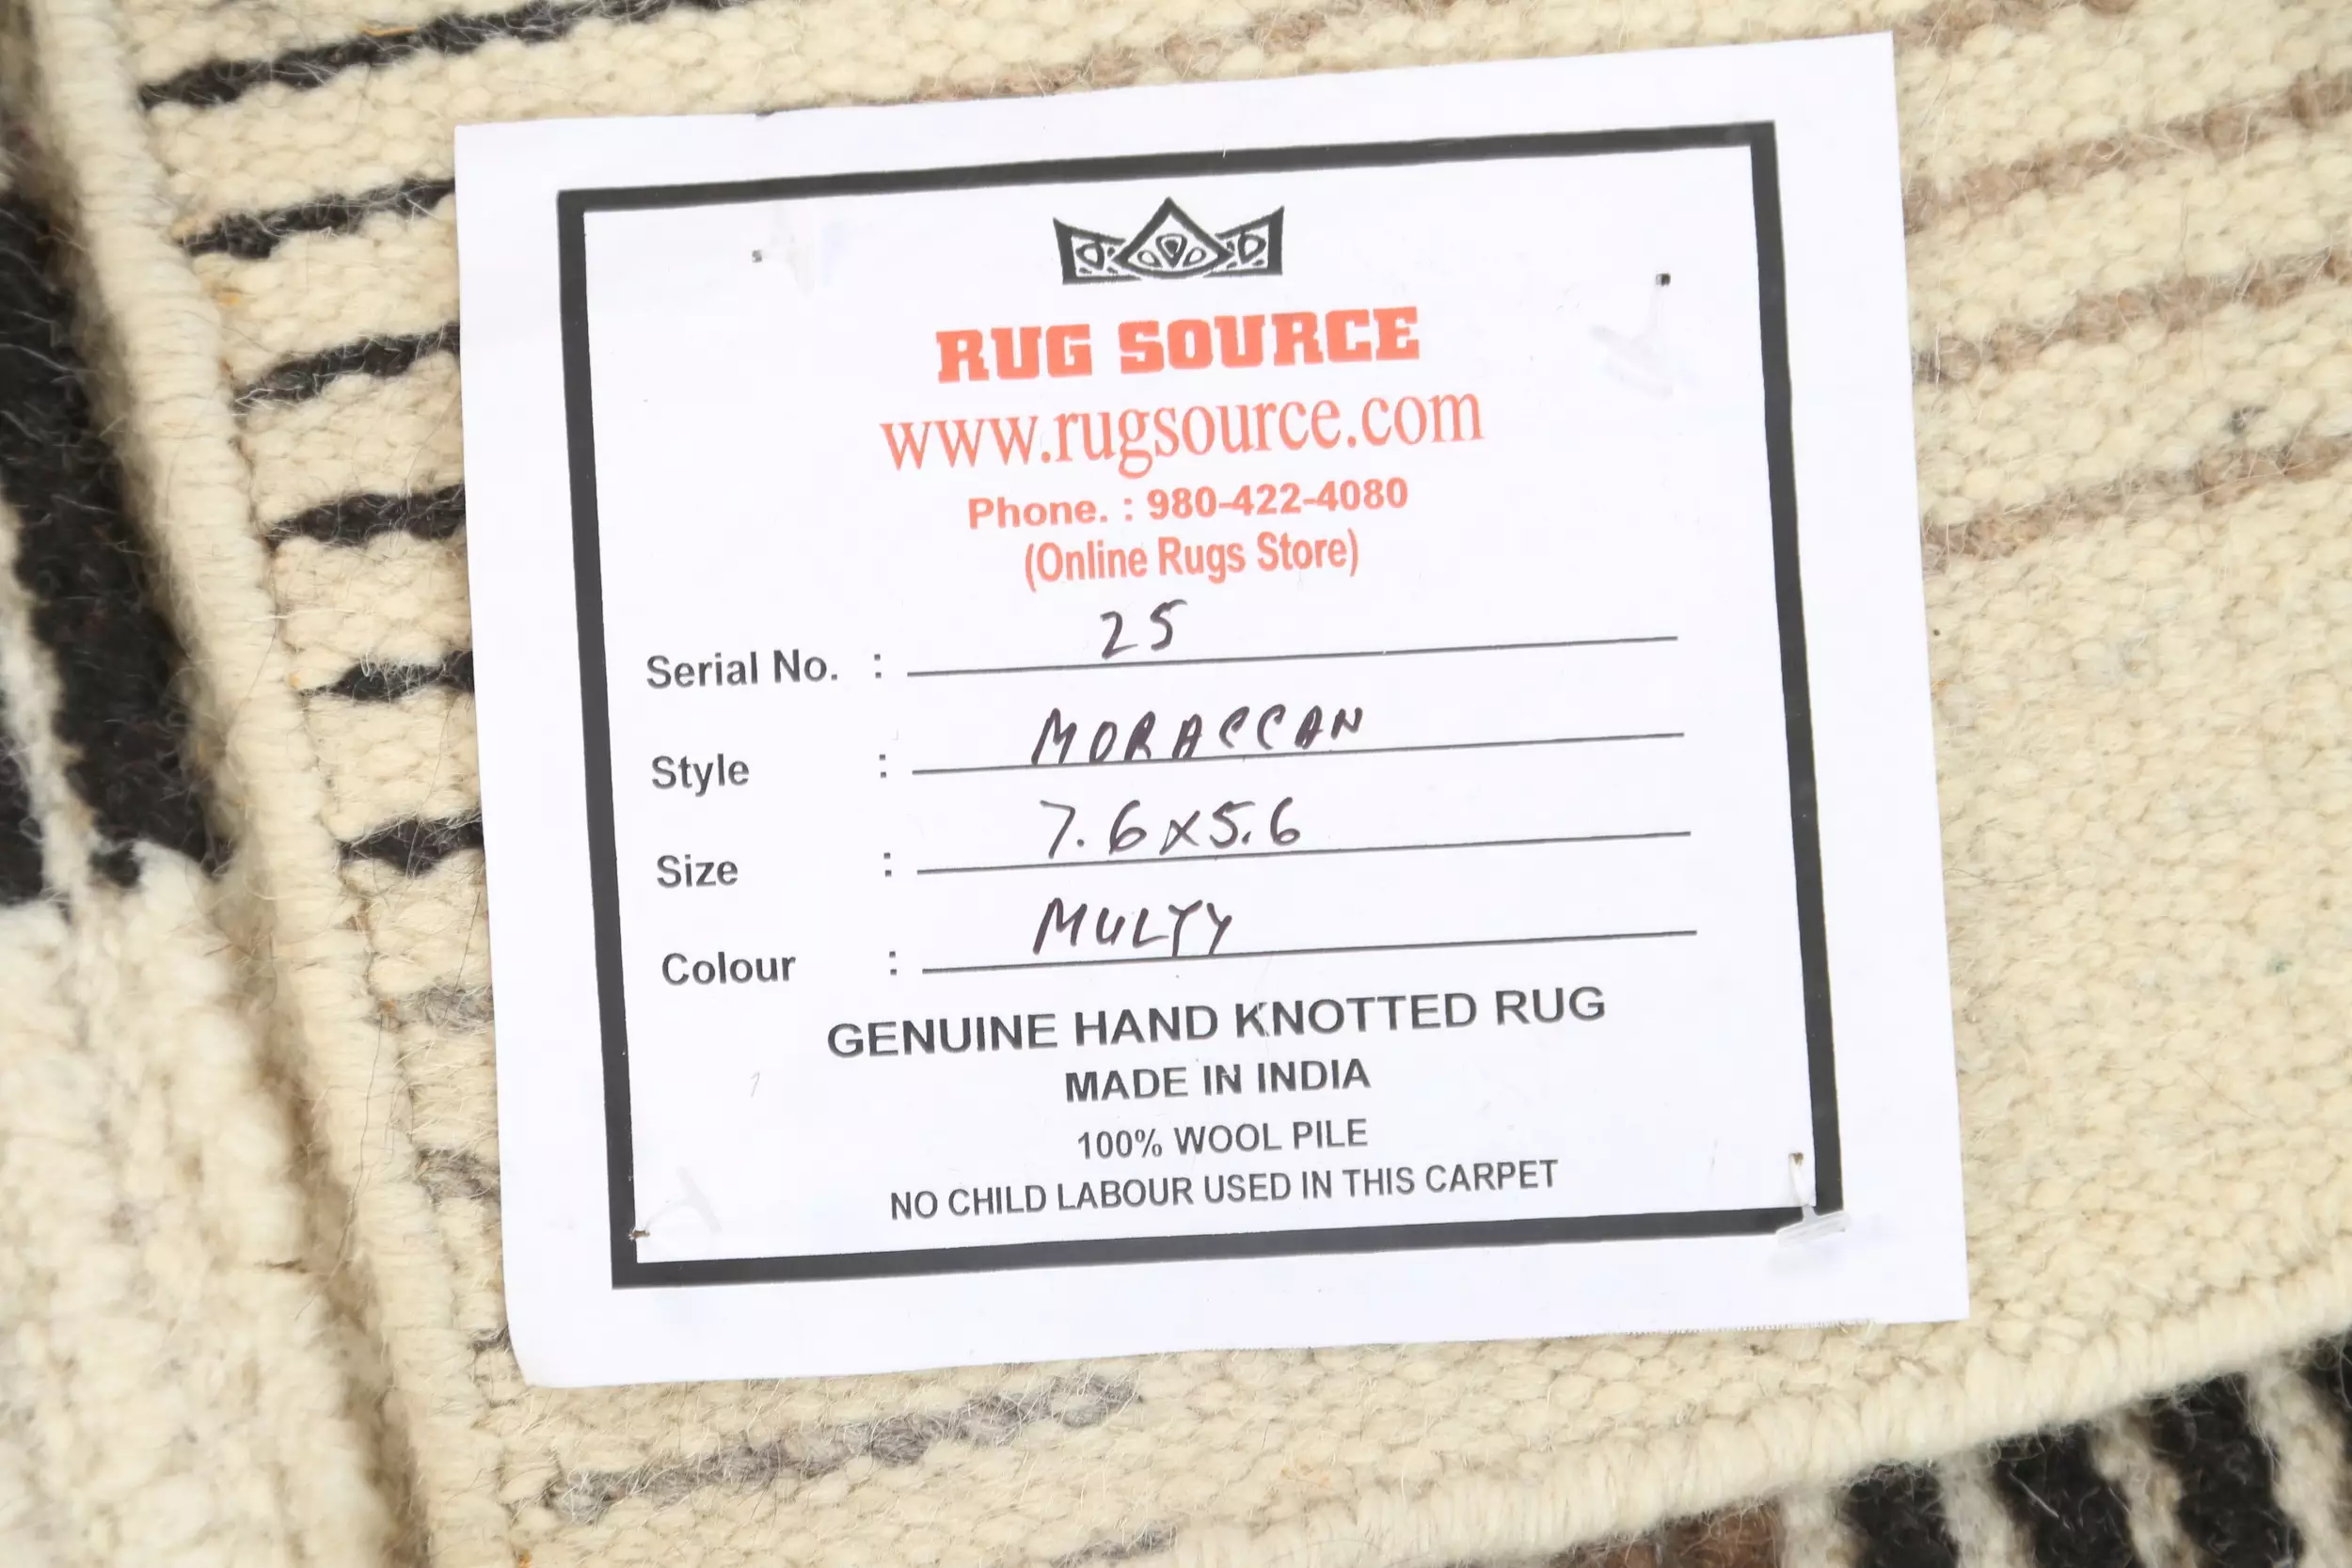 RUG SOURCE
www.rugsource.com
Phone. : 980-422-4080
(Online Rugs Store)
Serial No. : 25
Style : MORACCAN
Size : 7.6x5.6
Colour : MULTY
GENUINE HAND KNOTTED RUG
MADE IN INDIA
100% WOOL PILE
NO CHILD LABOUR USED IN THIS CARPET